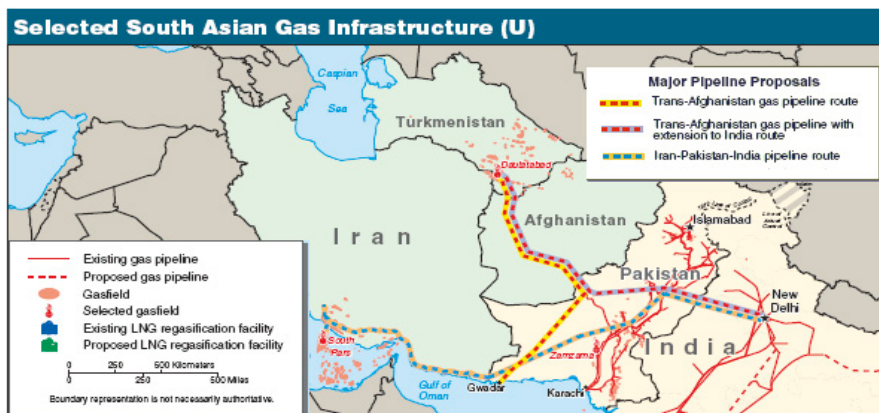 Selected South Asian Gas Infrastructure (U)
Caspian
Sea
Major Pipeline Proposals
Trans-Afghanistan gas pipeline route
Trans-Afghanistan gas pipeline with
extension to India route
Iran-Pakistan-India pipeline route
Turkmenistan
Dauletabad
Afghanistan
Islamabad
Iran
Pakistan
New
Delhi
India
South
Pars
Zamzama
Gulf of
Oman
Gwadar
Karachi
Existing gas pipeline
Proposed gas pipeline
Gasfield
Selected gasfield
Existing LNG regasification facility
Proposed LNG regasification facility
0 250 500 Kilometers
0 250 500 Miles
Boundary representation is not necessarily authoritative.